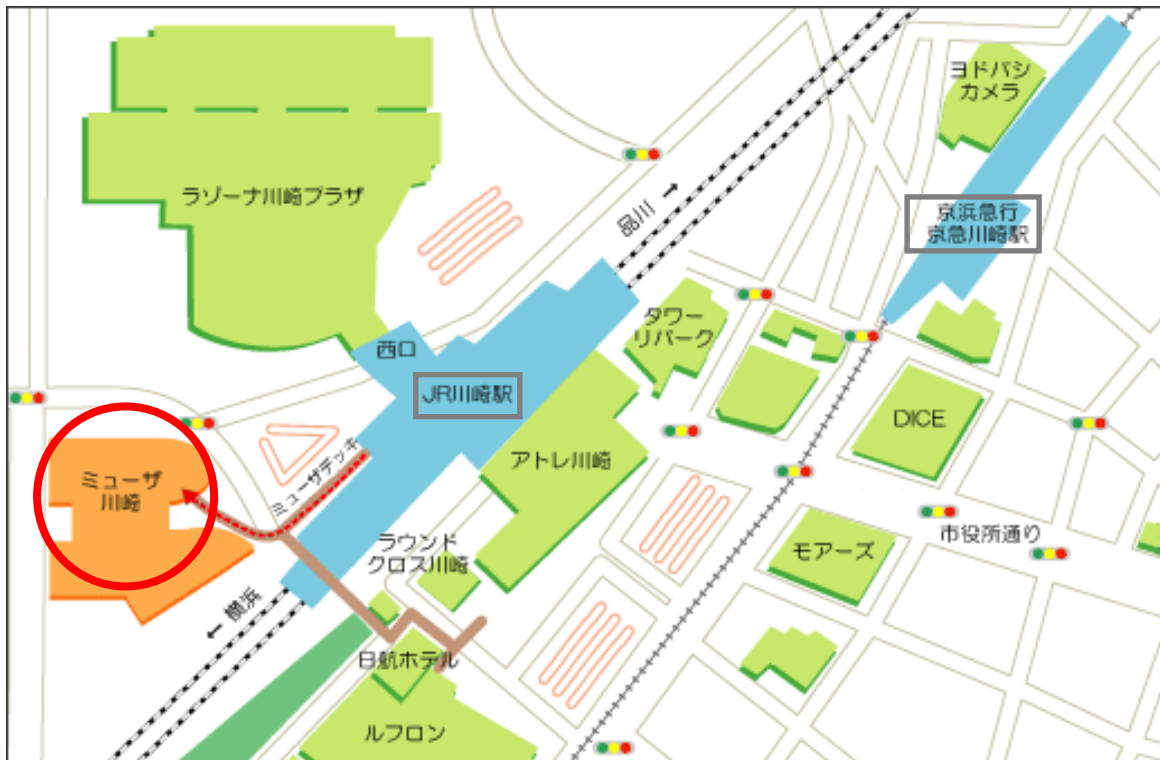 ヨドバシ
カメラ
ラゾーナ川崎プラザ
品川 →
京浜急行
京急川崎駅
タワー
リパーク
西口
JR川崎駅
DICE
アトレ川崎
ミューザデッキ
ミューザ
川崎
市役所通り
モアーズ
ラウンド
クロス川崎
← 横浜
日航ホテル
ルフロン